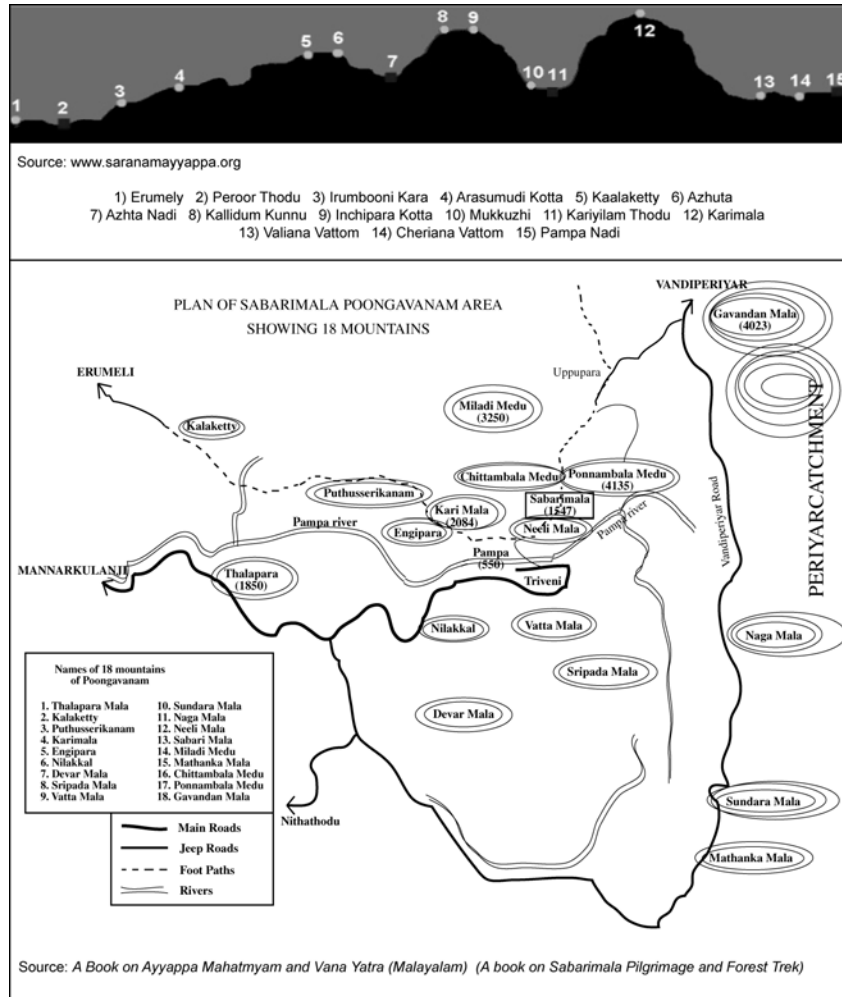 1
2
3
4
5
6
7
8
9
10
11
12
13
14
15
Source: www.saranamayyappa.org
1) Erumely 2) Peroor Thodu 3) Irumbooni Kara 4) Arasumudi Kotta 5) Kaalaketty 6) Azhuta
7) Azhta Nadi 8) Kallidum Kunnu 9) Inchipara Kotta 10) Mukkuzhi 11) Kariyilam Thodu 12) Karimala
13) Valiana Vattom 14) Cheriana Vattom 15) Pampa Nadi
PLAN OF SABARIMALA POONGAVANAM AREA
SHOWING 18 MOUNTAINS
VANDIPERIYAR
Gavandan Mala
(4023)
ERUMELI
Uppupara
PERIYARCATCHMENT
Kalaketty
Miladi Medu
(3250)
Chittambala Medu
Ponnambala Medu
(4135)
Puthusserikanam
Sabarimala
(1547)
Kari Mala
(2084)
Pampa river
Engipara
Neeli Mala
Pampa river
Vandiperiyar Road
Pampa
(550)
MANNARKULANJI
Thalapara
(1850)
Triveni
Nilakkal
Vatta Mala
Naga Mala
Sripada Mala
Devar Mala
Names of 18 mountains
of Poongavanam
1. Thalapara Mala
2. Kalaketty
3. Puthusserikanam
4. Karimala
5. Engipara
6. Nilakkal
7. Devar Mala
8. Sripada Mala
9. Vatta Mala
10. Sundara Mala
11. Naga Mala
12. Neeli Mala
13. Sabari Mala
14. Miladi Medu
15. Mathanka Mala
16. Chittambala Medu
17. Ponnambala Medu
18. Gavandan Mala
Sundara Mala
Nithathodu
Main Roads
Jeep Roads
Foot Paths
Rivers
Mathanka Mala
Source: A Book on Ayyappa Mahatmyam and Vana Yatra (Malayalam) (A book on Sabarimala Pilgrimage and Forest Trek)